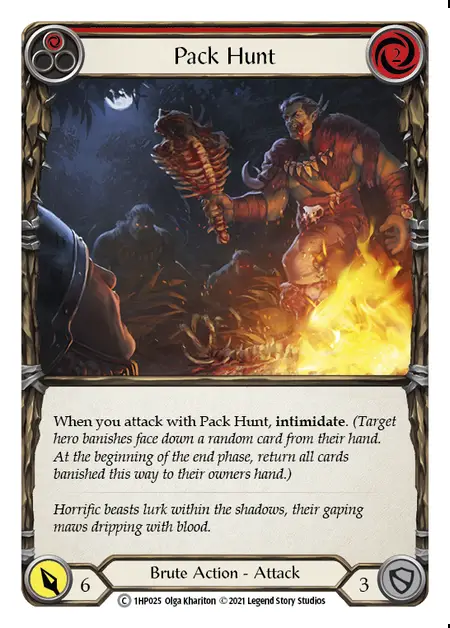 Pack Hunt
2
When you attack with Pack Hunt, intimidate. (Target
hero banishes face down a random card from their hand.
At the beginning of the end phase, return all cards
banished this way to their owners hand.)
Horrific beasts lurk within the shadows, their gaping
maws dripping with blood.
6
Brute Action - Attack
3
C 1HP025 Olga Khariton © 2021 Legend Story Studios